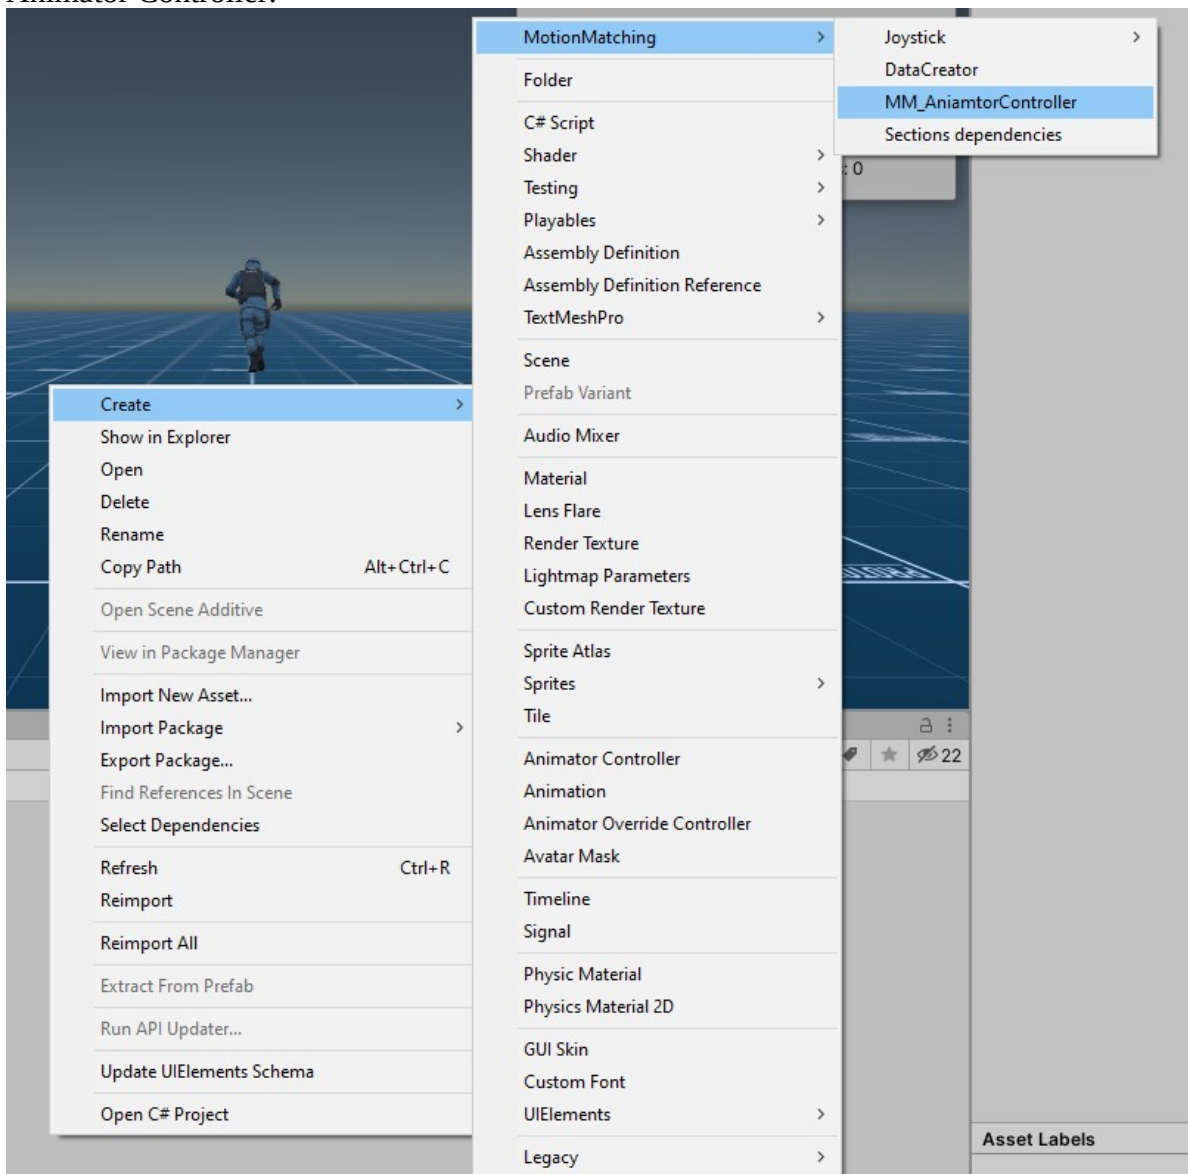 Animator Controller.
MotionMatching
Folder
C# Script
Shader
Testing
Playables
Assembly Definition
Assembly Definition Reference
TextMeshPro
Scene
Prefab Variant
Audio Mixer
Material
Lens Flare
Render Texture
Lightmap Parameters
Custom Render Texture
Sprite Atlas
Sprites
Tile
Animator Controller
Animation
Animator Override Controller
Avatar Mask
Timeline
Signal
Physic Material
Physics Material 2D
GUI Skin
Custom Font
UIElements
Legacy
Joystick
DataCreator
MM_AniamtorController
Sections dependencies
: 0
Create
Show in Explorer
Open
Delete
Rename
Copy Path Alt+Ctrl+C
Open Scene Additive
View in Package Manager
Import New Asset...
Import Package
Export Package...
Find References In Scene
Select Dependencies
Refresh Ctrl+R
Reimport
Reimport All
Extract From Prefab
Run API Updater...
Update UIElements Schema
Open C# Project
22
Asset Labels